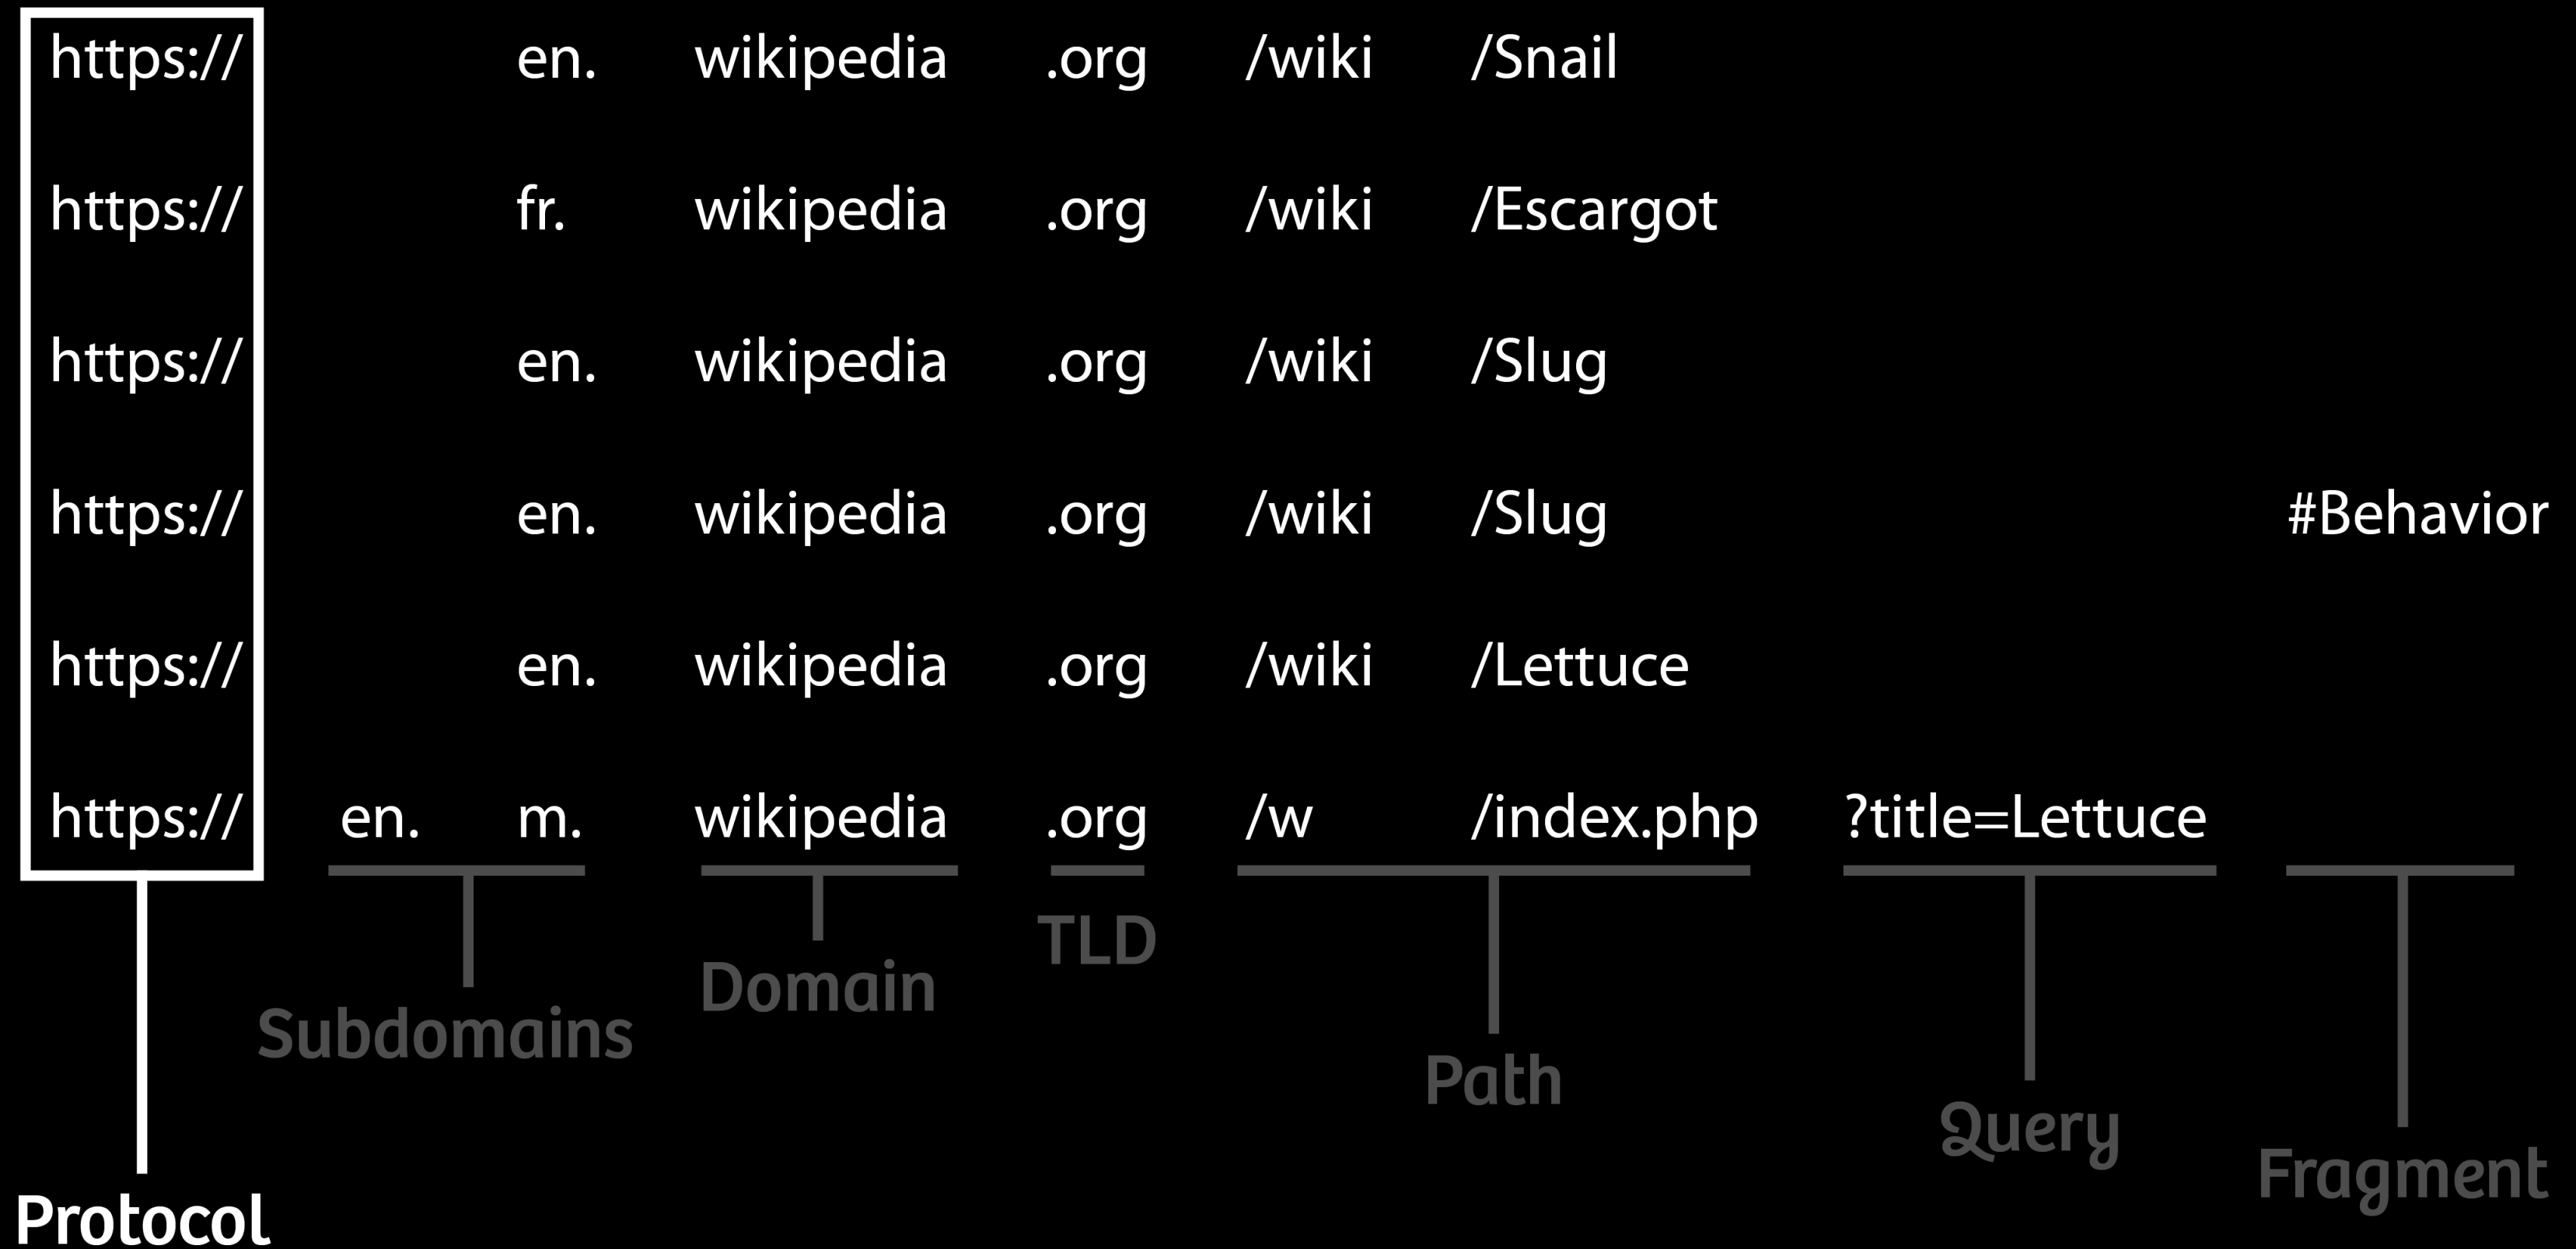 https:// en. wikipedia .org /wiki /Snail
https:// fr. wikipedia .org /wiki /Escargot
https:// en. wikipedia .org /wiki /Slug
https:// en. wikipedia .org /wiki /Slug #Behavior
https:// en. wikipedia .org /wiki /Lettuce
https:// en. m. wikipedia .org /w /index.php ?title=Lettuce
Protocol
Subdomains
Domain
TLD
Path
Query
Fragment